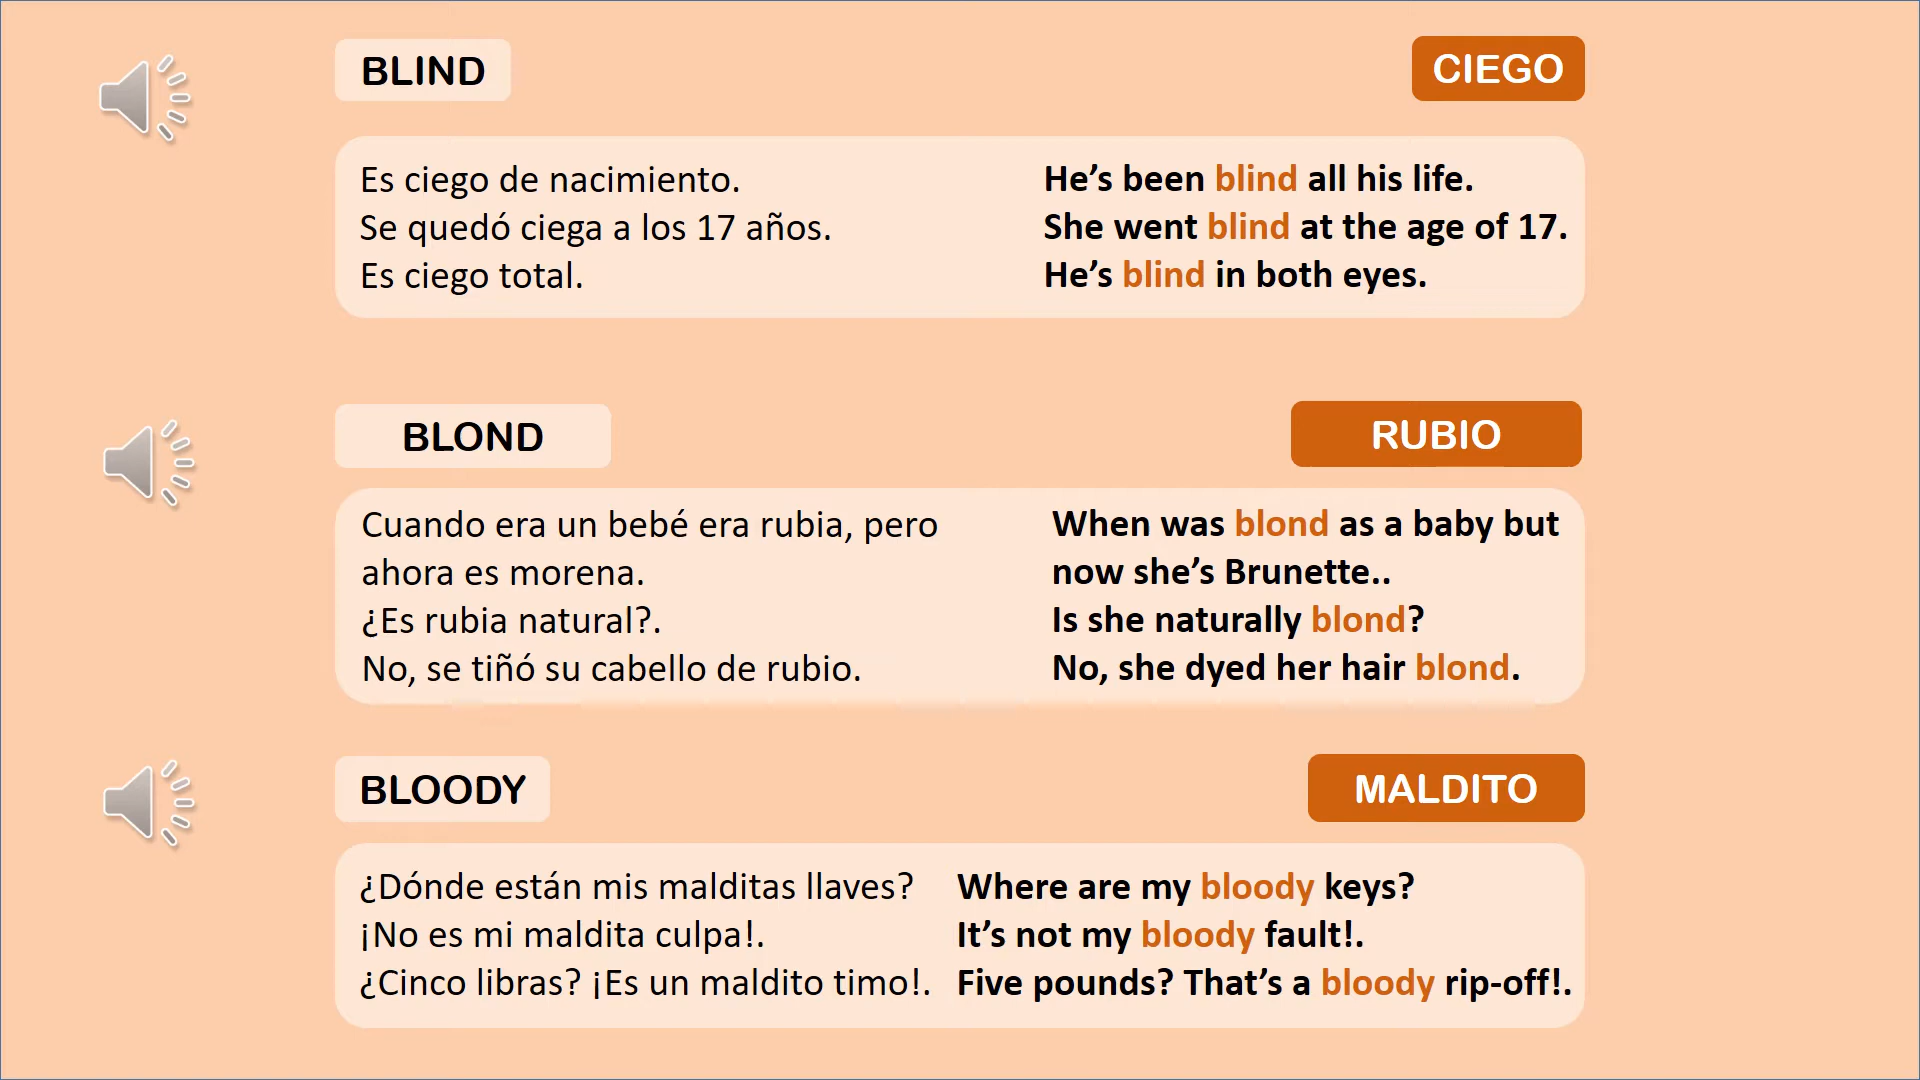 BLIND
CIEGO
Es ciego de nacimiento.
Se quedó ciega a los 17 años.
Es ciego total.
He’s been blind all his life.
She went blind at the age of 17.
He’s blind in both eyes.
BLOND
RUBIO
Cuando era un bebé era rubia, pero
ahora es morena.
¿Es rubia natural?.
No, se tiñó su cabello de rubio.
When was blond as a baby but
now she’s Brunette..
Is she naturally blond?
No, she dyed her hair blond.
BLOODY
MALDITO
¿Dónde están mis malditas llaves?
¡No es mi maldita culpa!.
¿Cinco libras? ¡Es un maldito timo!.
Where are my bloody keys?
It’s not my bloody fault!.
Five pounds? That’s a bloody rip-off!.